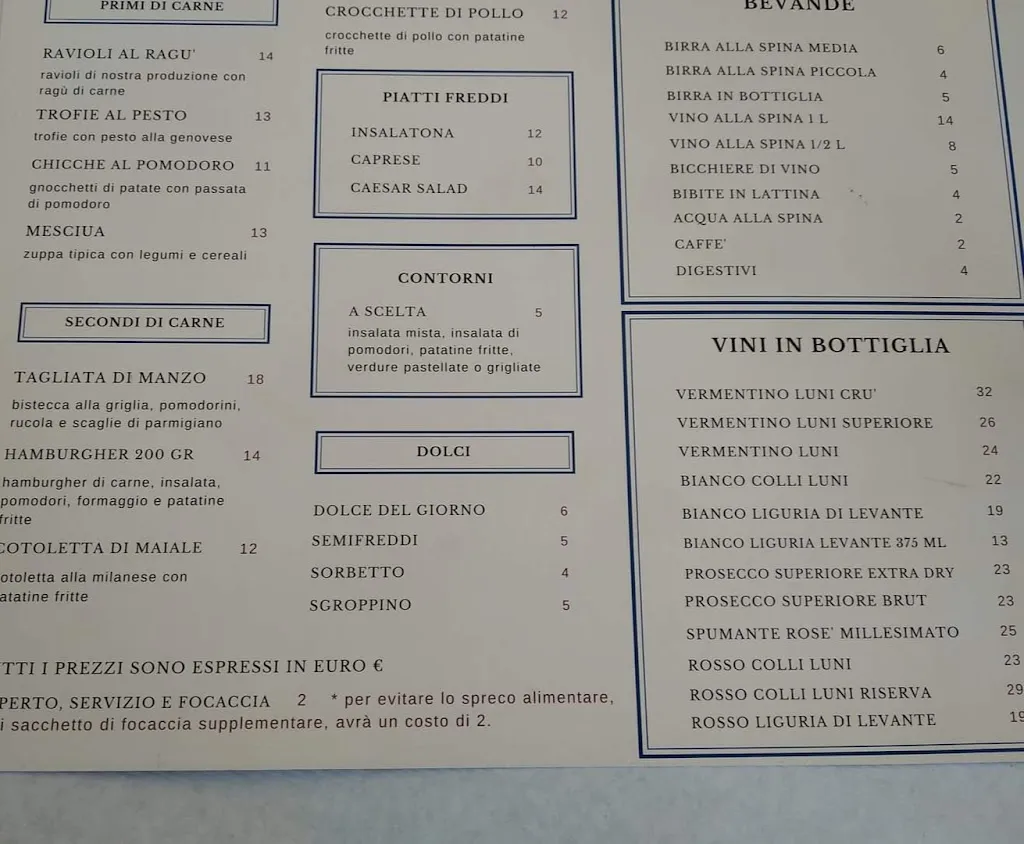 PRIMI DI CARNE
RAVIOLI AL RAGU' 14
ravioli di nostra produzione con
ragù di carne
TROFIE AL PESTO 13
trofie con pesto alla genovese
CHICCHE AL POMODORO 11
gnocchetti di patate con passata
di pomodoro
MESCIUA 13
zuppa tipica con legumi e cereali
SECONDI DI CARNE
TAGLIATA DI MANZO 18
bistecca alla griglia, pomodorini,
rucola e scaglie di parmigiano
HAMBURGHER 200 GR 14
hamburgher di carne, insalata,
pomodori, formaggio e patatine
fritte
COTOLETTA DI MAIALE 12
otoletta alla milanese con
atatine fritte
CROCCHETTE DI POLLO 12
crocchette di pollo con patatine
fritte
PIATTI FREDDI
INSALATONA 12
CAPRESE 10
CAESAR SALAD 14
CONTORNI
A SCELTA 5
insalata mista, insalata di
pomodori, patatine fritte,
verdure pastellate o grigliate
DOLCI
DOLCE DEL GIORNO 6
SEMIFREDDI 5
SORBETTO 4
SGROPPINO 5
TTI I PREZZI SONO ESPRESSI IN EURO €
PERTO, SERVIZIO E FOCACCIA 2 * per evitare lo spreco alimentare,
i sacchetto di focaccia supplementare, avrà un costo di 2.
BEVANDE
BIRRA ALLA SPINA MEDIA 6
BIRRA ALLA SPINA PICCOLA 4
BIRRA IN BOTTIGLIA 5
VINO ALLA SPINA 1 L 14
VINO ALLA SPINA 1/2 L 8
BICCHIERE DI VINO 5
BIBITE IN LATTINA 4
ACQUA ALLA SPINA 2
CAFFE' 2
DIGESTIVI 4
VINI IN BOTTIGLIA
VERMENTINO LUNI CRU' 32
VERMENTINO LUNI SUPERIORE 26
VERMENTINO LUNI 24
BIANCO COLLI LUNI 22
BIANCO LIGURIA DI LEVANTE 19
BIANCO LIGURIA LEVANTE 375 ML 13
PROSECCO SUPERIORE EXTRA DRY 23
PROSECCO SUPERIORE BRUT 23
SPUMANTE ROSE' MILLESIMATO 25
ROSSO COLLI LUNI 23
ROSSO COLLI LUNI RISERVA 29
ROSSO LIGURIA DI LEVANTE 19